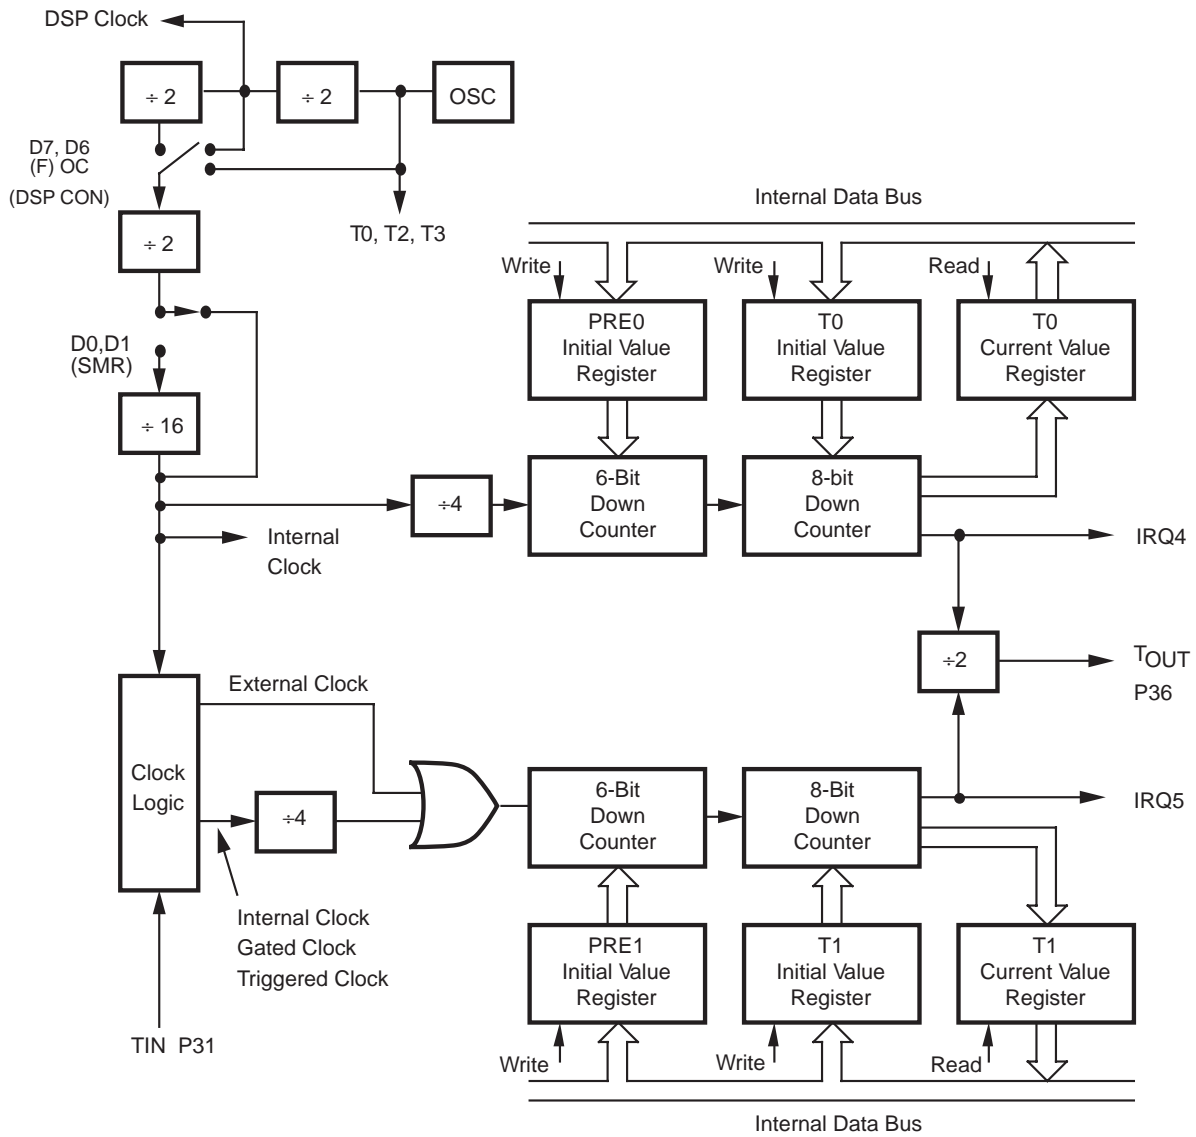 DSP Clock
÷ 2
÷ 2
OSC
D7, D6
(F) OC
(DSP CON)
÷ 2
T0, T2, T3
Internal Data Bus
Write
Write
Read
PRE0
Initial Value
Register
T0
Initial Value
Register
T0
Current Value
Register
D0,D1
(SMR)
÷ 16
÷4
6-Bit
Down
Counter
8-bit
Down
Counter
Internal
Clock
IRQ4
÷2
TOUT
P36
External Clock
Clock
Logic
÷4
6-Bit
Down
Counter
8-Bit
Down
Counter
IRQ5
Internal Clock
Gated Clock
Triggered Clock
PRE1
Initial Value
Register
T1
Initial Value
Register
T1
Current Value
Register
TIN P31
Write
Write
Read
Internal Data Bus